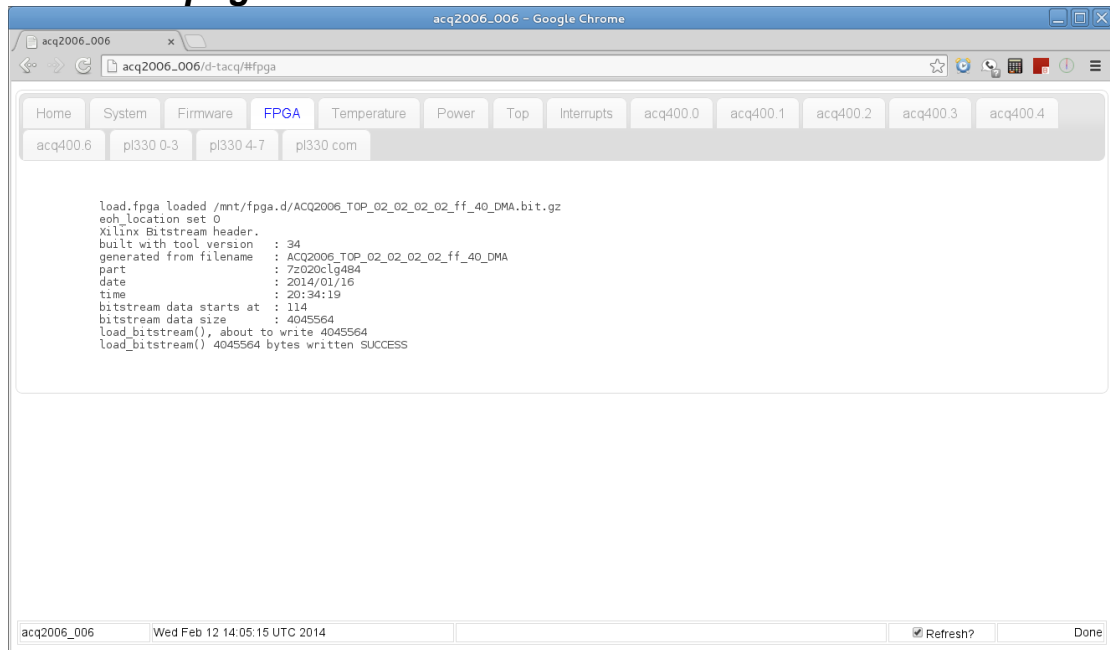 acq2006_006 - Google Chrome
acq2006_006
acq2006_006/d-tacq/#fpga
Home System Firmware FPGA Temperature Power Top Interrupts acq400.0 acq400.1 acq400.2 acq400.3 acq400.4
acq400.6 pl330 0-3 pl330 4-7 pl330 com
load.fpga loaded /mnt/fpga.d/ACQ2006_TOP_02_02_02_02_ff_40_DMA.bit.gz
eoh_location set 0
Xilinx Bitstream header.
built with tool version : 34
generated from filename : ACQ2006_TOP_02_02_02_02_ff_40_DMA
part : 7z020clg484
date : 2014/01/16
time : 20:34:19
bitstream data starts at : 114
bitstream data size : 4045564
load_bitstream(), about to write 4045564
load_bitstream() 4045564 bytes written SUCCESS
acq2006_006 Wed Feb 12 14:05:15 UTC 2014 Refresh? Done